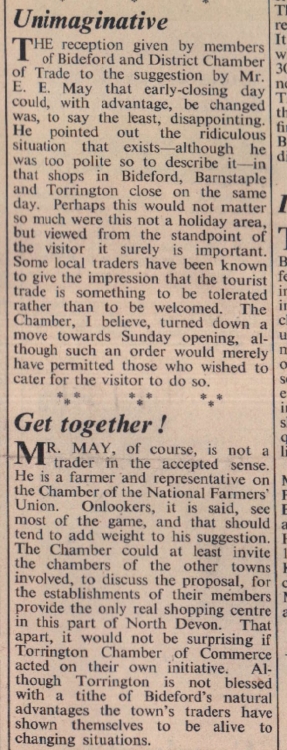 Unimaginative
THE reception given by members
of Bideford and District Chamber
of Trade to the suggestion by Mr.
E. E. May that early-closing day
could, with advantage, be changed
was, to say the least, disappointing.
He pointed out the ridiculous
situation that exists—although he
was too polite so to describe it—in
that shops in Bideford, Barnstaple
and Torrington close on the same
day. Perhaps this would not matter
so much were this not a holiday area,
but viewed from the standpoint of
the visitor it surely is important.
Some local traders have been known
to give the impression that the tourist
trade is something to be tolerated
rather than to be welcomed. The
Chamber, I believe, turned down a
move towards Sunday opening, al-
though such an order would merely
have permitted those who wished to
cater for the visitor to do so.
Get together !
MR. MAY, of course, is not a
trader in the accepted sense.
He is a farmer and representative on
the Chamber of the National Farmers'
Union. Onlookers, it is said, see
most of the game, and that should
tend to add weight to his suggestion.
The Chamber could at least invite
the chambers of the other towns
involved, to discuss the proposal, for
the establishments of their members
provide the only real shopping centre
in this part of North Devon. That
apart, it would not be surprising if
Torrington Chamber of Commerce
acted on their own initiative. Al-
though Torrington is not blessed
with a tithe of Bideford's natural
advantages the town's traders have
shown themselves to be alive to
changing situations.